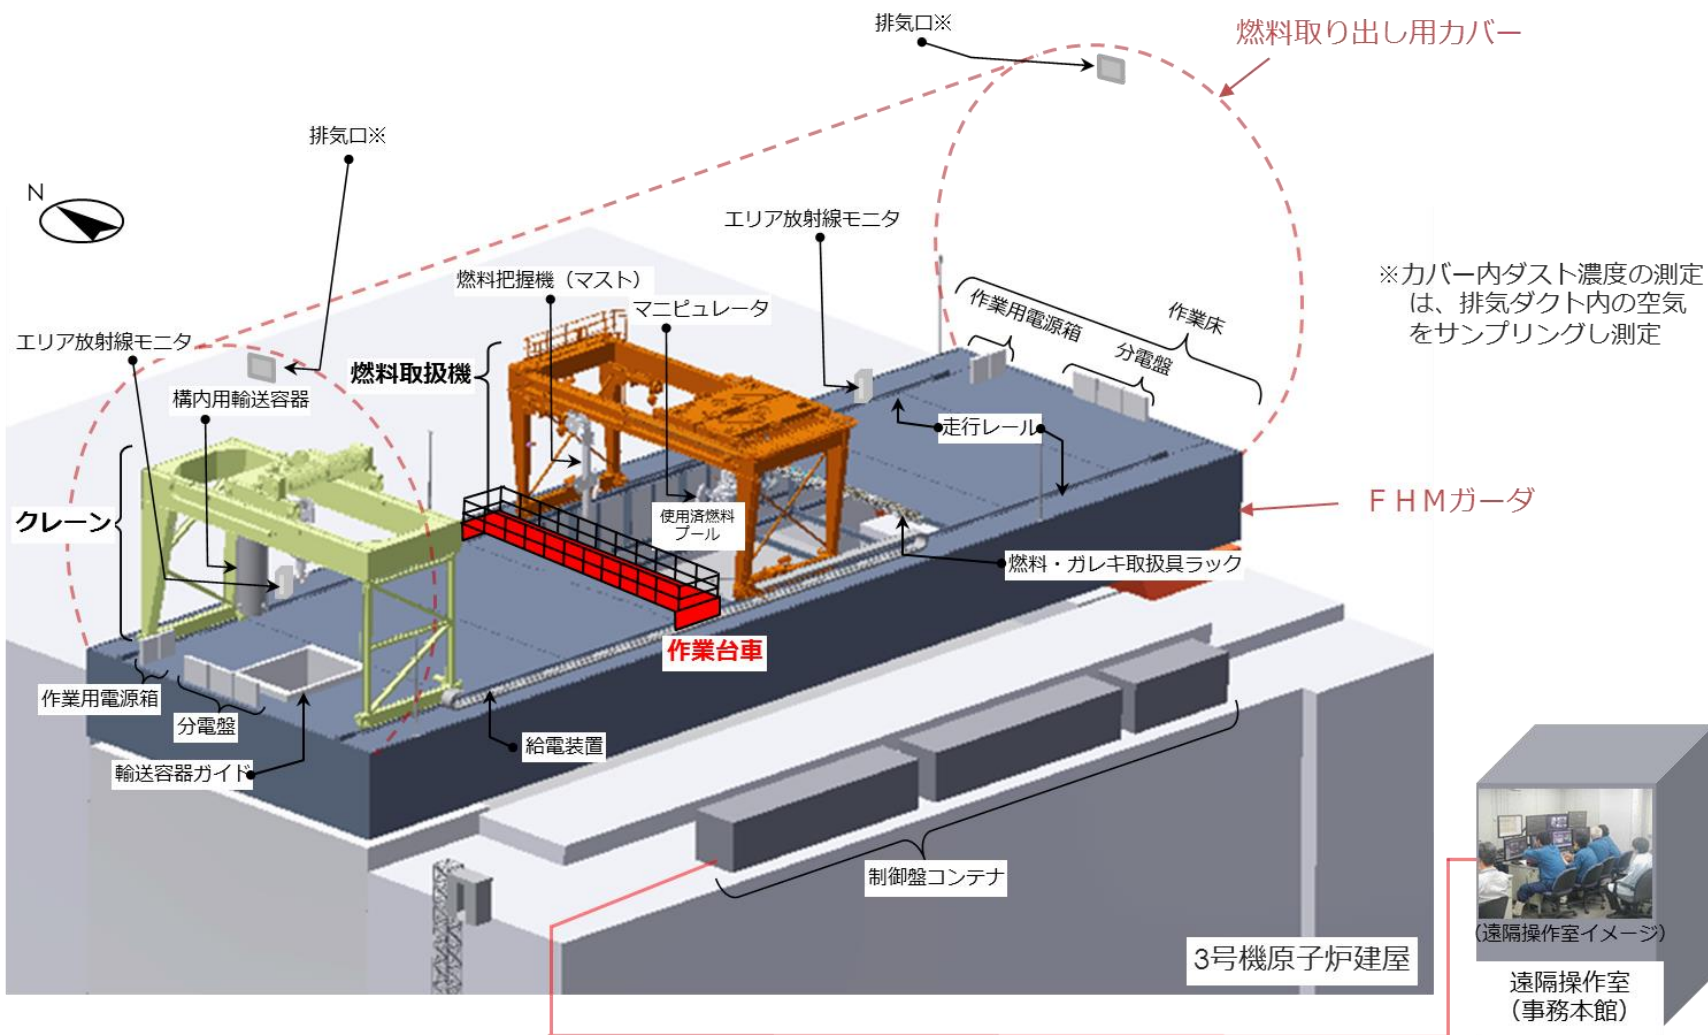 排気口※
燃料取り出し用カバー
排気口※
N
エリア放射線モニタ
燃料把握機（マスト）
マニピュレータ
※カバー内ダスト濃度の測定
は、排気ダクト内の空気
をサンプリングし測定
作業用電源箱
作業床
分電盤
エリア放射線モニタ
燃料取扱機
構内用輸送容器
走行レール
クレーン
使用済燃料
プール
FHMガーダ
燃料・ガレキ取扱具ラック
作業台車
作業用電源箱
分電盤
給電装置
輸送容器ガイド
制御盤コンテナ
3号機原子炉建屋
（遠隔操作室イメージ）
遠隔操作室
（事務本館）